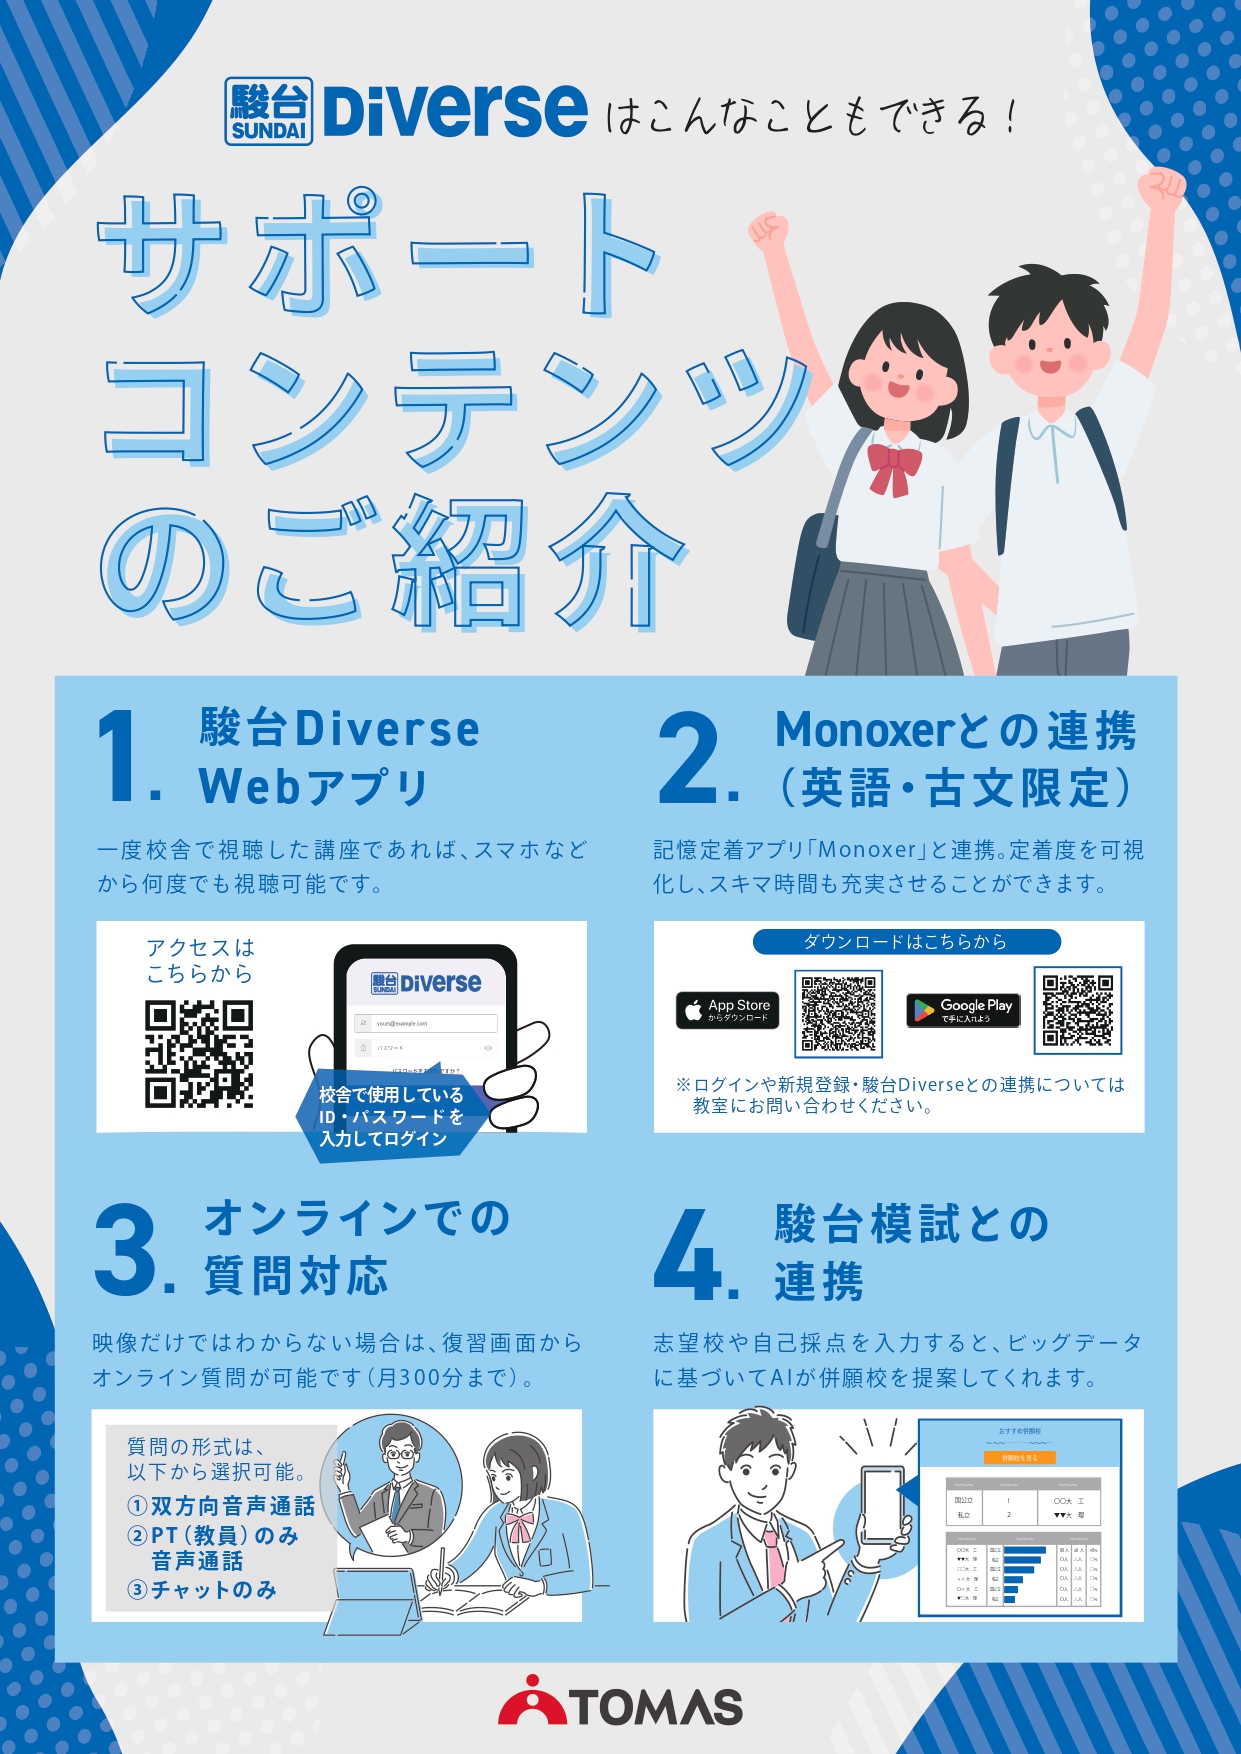 駿台
SUNDAI
Diverse はこんなこともできる！
サポート
コンテンツ
のご紹介
1. 駿台Diverse
Webアプリ
一度校舎で視聴した講座であれば、スマホなど
から何度でも視聴可能です。
アクセスは
こちらから
駿台
SUNDAI
Diverse
yours@example.com
パスワード
校舎で使用している
ID・パスワードを
入力してログイン
2. Monoxerとの連携
（英語・古文限定）
記憶定着アプリ「Monoxer」と連携。定着度を可視
化し、スキマ時間も充実させることができます。
ダウンロードはこちらから
App Store
からダウンロード
Google Play
で手に入れよう
※ログインや新規登録・駿台Diverseとの連携については
教室にお問い合わせください。
3. オンラインでの
質問対応
映像だけではわからない場合は、復習画面から
オンライン質問が可能です（月300分まで）。
質問の形式は、
以下から選択可能。
①双方向音声通話
②PT（教員）のみ
音声通話
③チャットのみ
4. 駿台模試との
連携
志望校や自己採点を入力すると、ビッグデータ
に基づいてAIが併願校を提案してくれます。
おすすめ併願校
併願校を見る
国公立 1 〇〇大 工
私立 2 ▼▼大 理
TOMAS